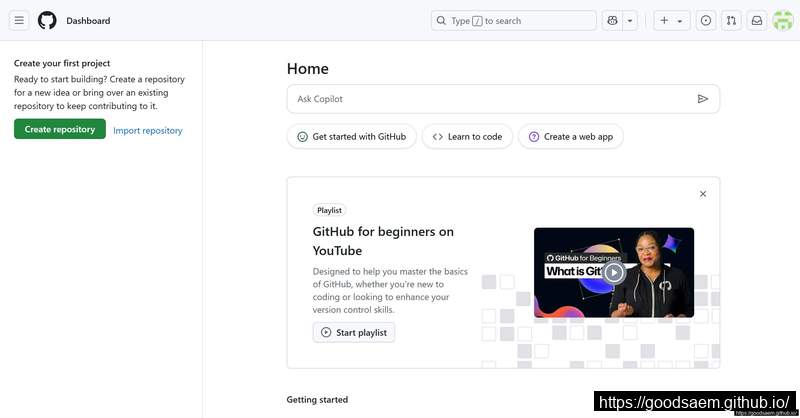 Dashboard
Type / to search
Create your first project
Ready to start building? Create a repository
for a new idea or bring over an existing
repository to keep contributing to it.
Create repository
Import repository
Home
Ask Copilot
Get started with GitHub
Learn to code
Create a web app
Playlist
GitHub for beginners on
YouTube
Designed to help you master the basics
of GitHub, whether you're new to
coding or looking to enhance your
version control skills.
Start playlist
GitHub for Beginners
What is Git?
Getting started
https://goodsaem.github.io/
https://goodsaem.github.io/